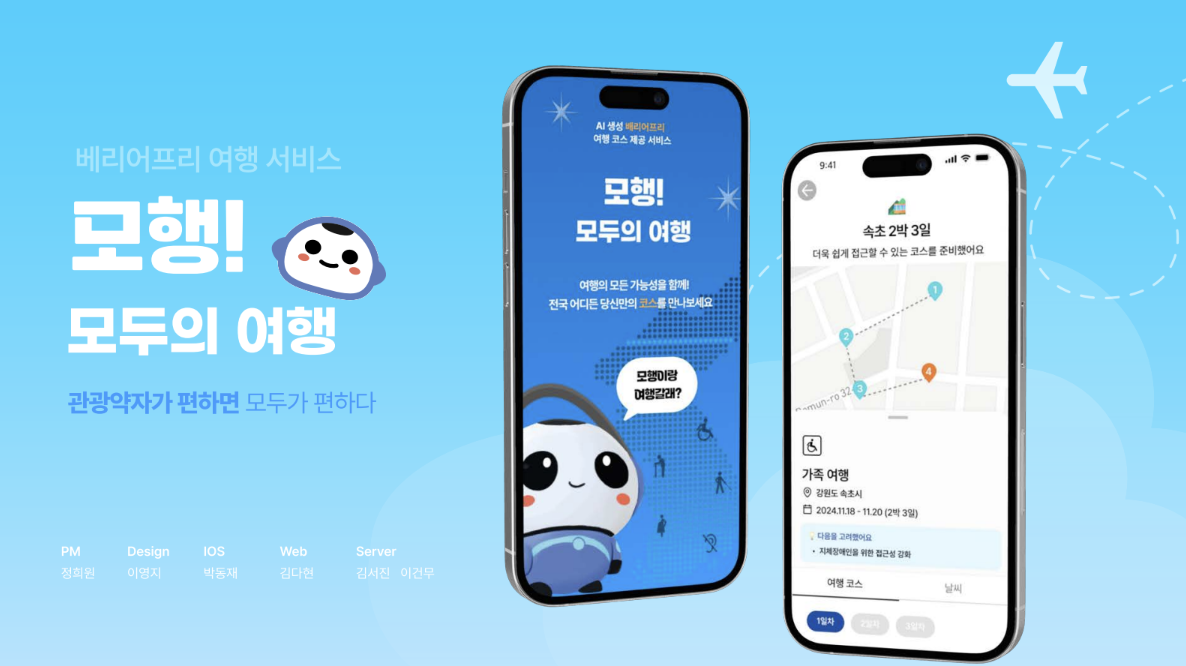 베리어프리 여행 서비스
모행!
모두의 여행
관광약자가 편하면 모두가 편하다
PM
정희원
Design
이영지
IOS
박동재
Web
김다현
Server
김서진 이건무
AI 생성 베리어프리
여행 코스 제공 서비스
모행!
모두의 여행
여행의 모든 가능성을 함께!
전국 어디든 당신만의 코스를 만나보세요
모행이랑
여행갈래?
9:41
속초 2박 3일
더욱 쉽게 접근할 수 있는 코스를 준비했어요
1
2
3
4
Somun-ro 32
가족 여행
강원도 속초시
2024.11.18 - 11.20 (2박 3일)
다음을 고려했어요
• 지체장애인을 위한 접근성 강화
여행 코스
날씨
1일차
2일차
3일차